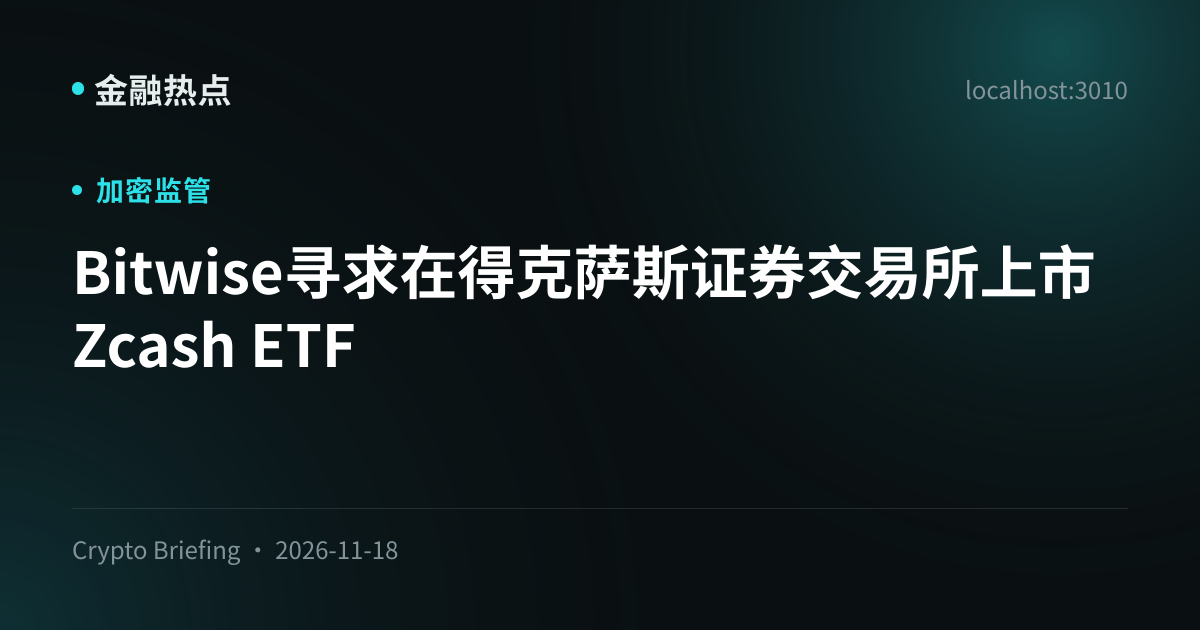 金融热点
localhost:3010
加密监管
Bitwise寻求在得克萨斯证券交易所上市
Zcash ETF
Crypto Briefing · 2026-11-18